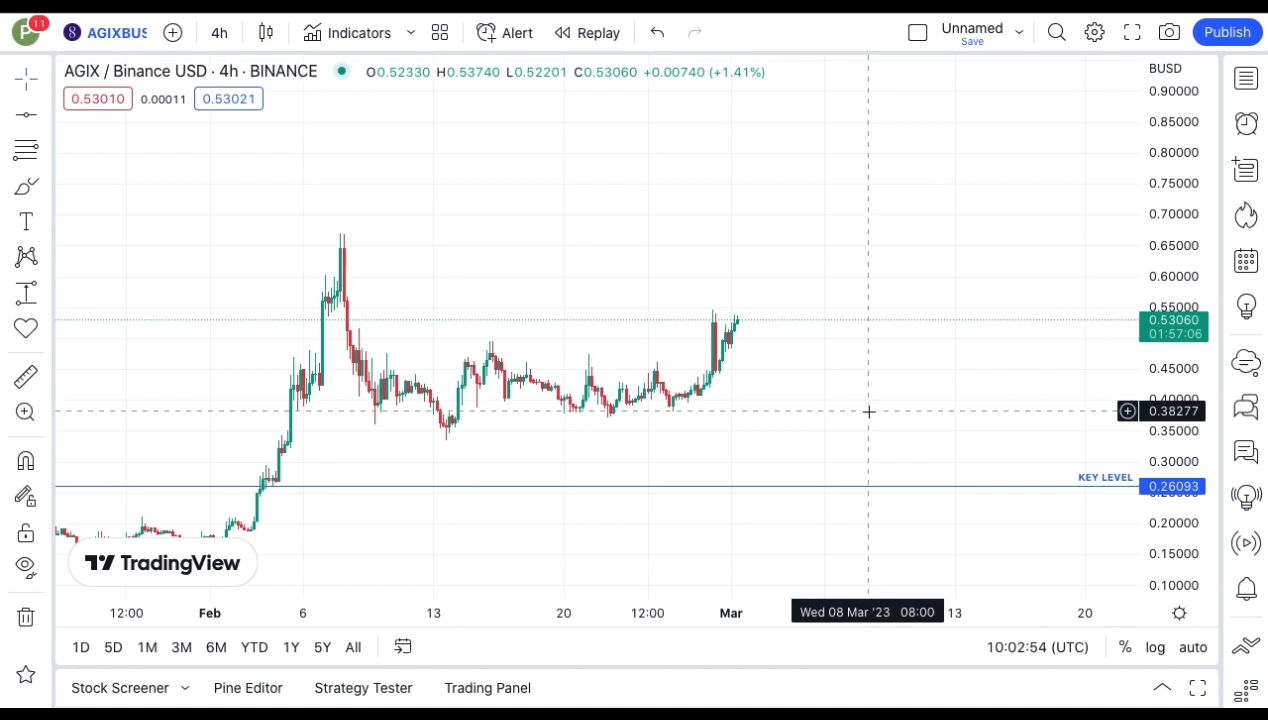 P 11 AGIXBUS 4h Indicators Alert Replay Unnamed Save Publish
AGIX / Binance USD · 4h · BINANCE O0.52330 H0.53740 L0.52201 C0.53060 +0.00740 (+1.41%) BUSD
0.53010 0.00011 0.53021
0.90000
0.85000
0.80000
0.75000
0.70000
0.65000
0.60000
0.55000
0.53060
01:57:06
0.45000
0.40000
0.38277
0.35000
0.30000
KEY LEVEL 0.26093
0.20000
0.15000
TradingView
0.10000
12:00 Feb 6 13 20 12:00 Mar Wed 08 Mar '23 08:00 13 20
1D 5D 1M 3M 6M YTD 1Y 5Y All 10:02:54 (UTC) % log auto
Stock Screener Pine Editor Strategy Tester Trading Panel